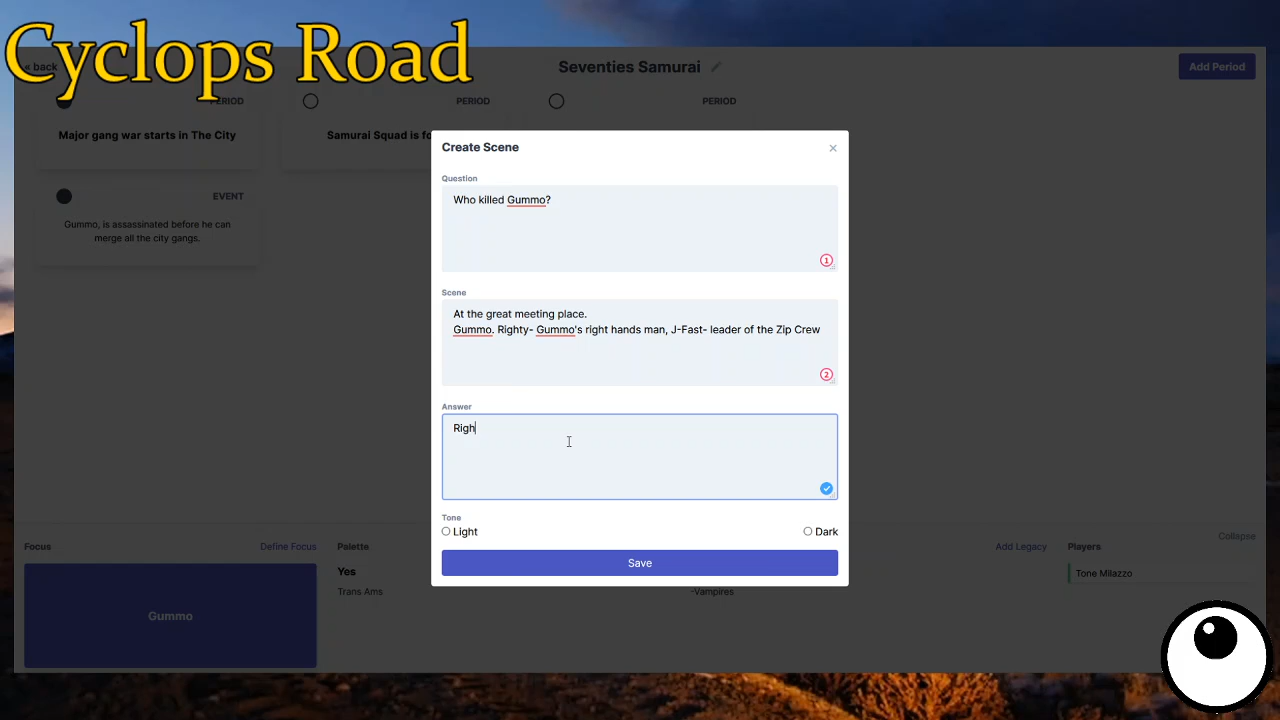 Cyclops Road
« back
Seventies Samurai
Add Period
PERIOD
PERIOD
PERIOD
Major gang war starts in The City
Samurai Squad is fo
Create Scene
×
Question
Who killed Gummo?
1
EVENT
Gummo, is assassinated before he can
merge all the city gangs.
Scene
At the great meeting place.
Gummo. Righty- Gummo's right hands man, J-Fast- leader of the Zip Crew
2
Answer
Righ
Tone
Light
Dark
Save
Focus
Define Focus
Gummo
Palette
Yes
Trans Ams
-Vampires
Add Legacy
Collapse
Players
Tone Milazzo